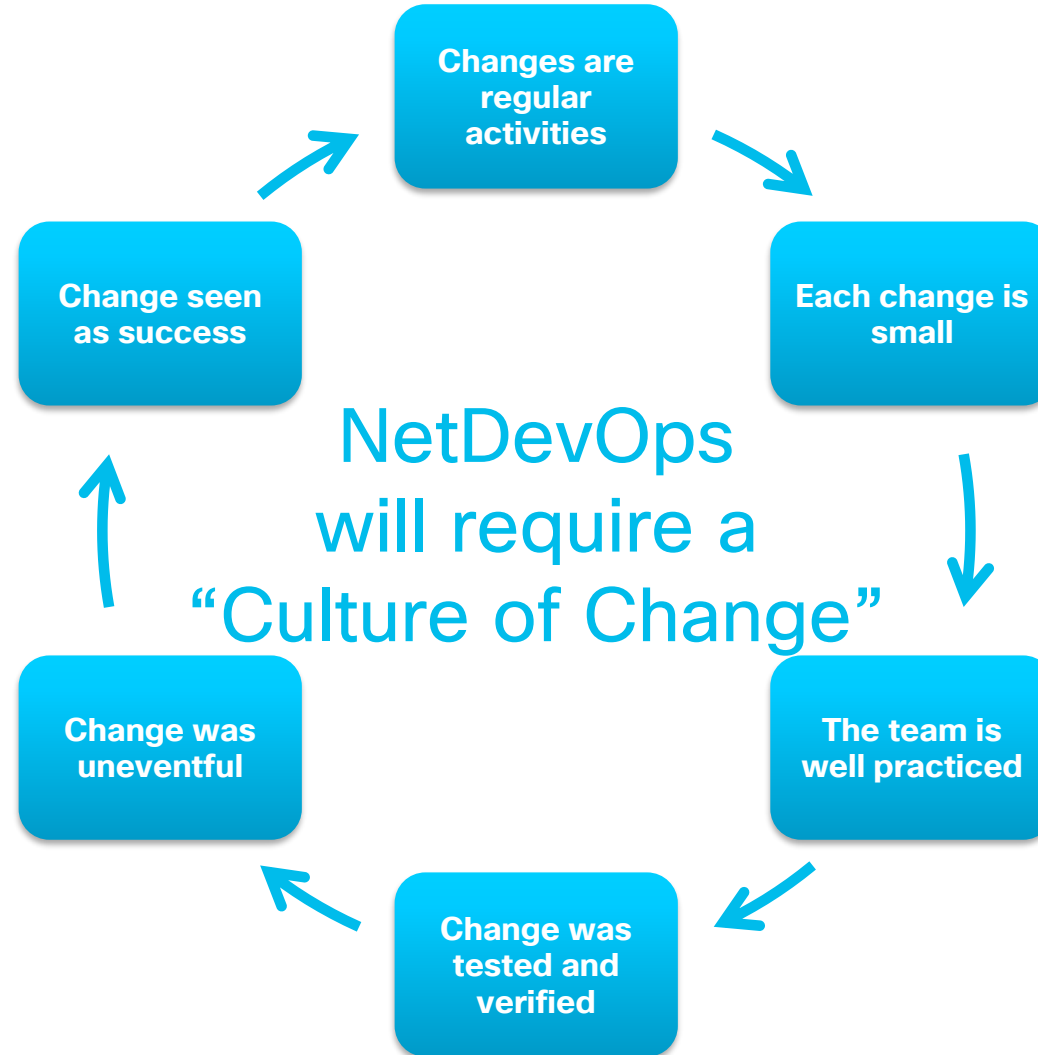 Changes are
regular
activities
Each change is
small
The team is
well practiced
Change was
tested and
verified
Change was
uneventful
Change seen
as success
NetDevOps
will require a
“Culture of Change”